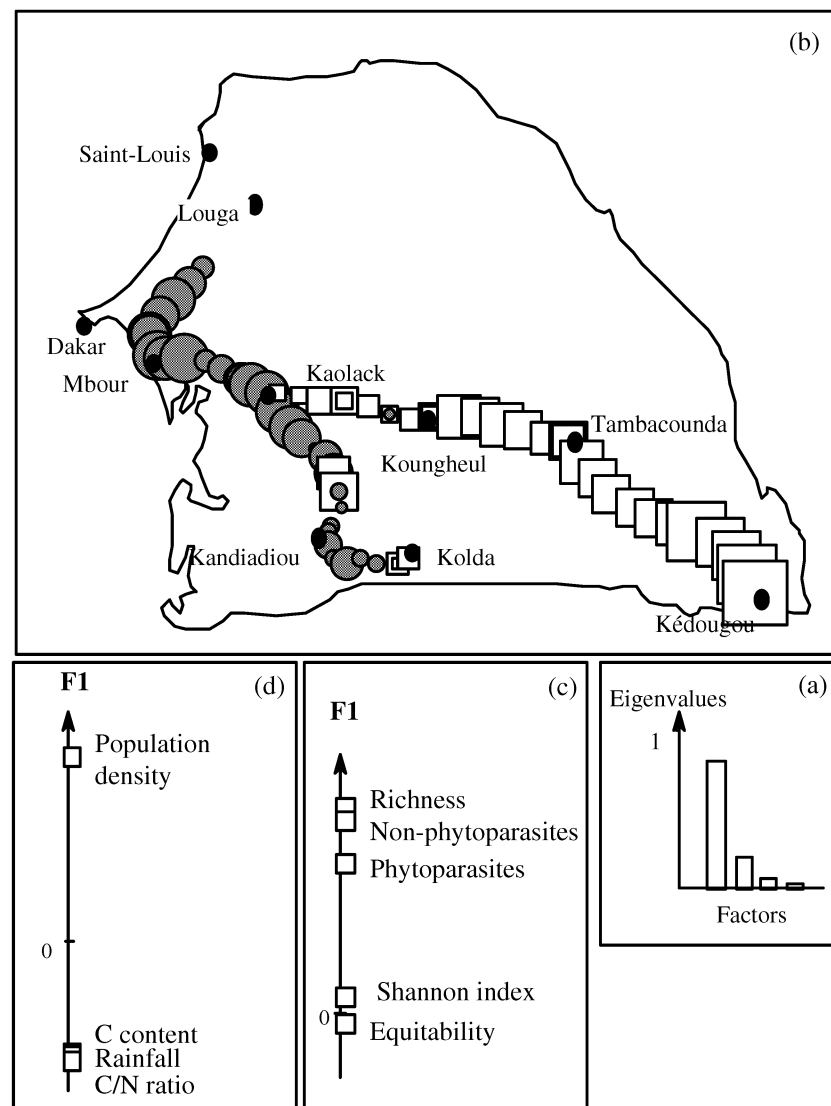 (b)
Saint-Louis
Louga
Dakar
Mbour
Kaolack
Tambacounda
Koungheul
Kandiadiou
Kolda
Kédougou
(d)
F1
Population
density
0
C content
Rainfall
C/N ratio
(c)
F1
Richness
Non-phytoparasites
Phytoparasites
Shannon index
0
Equitability
(a)
Eigenvalues
1
Factors